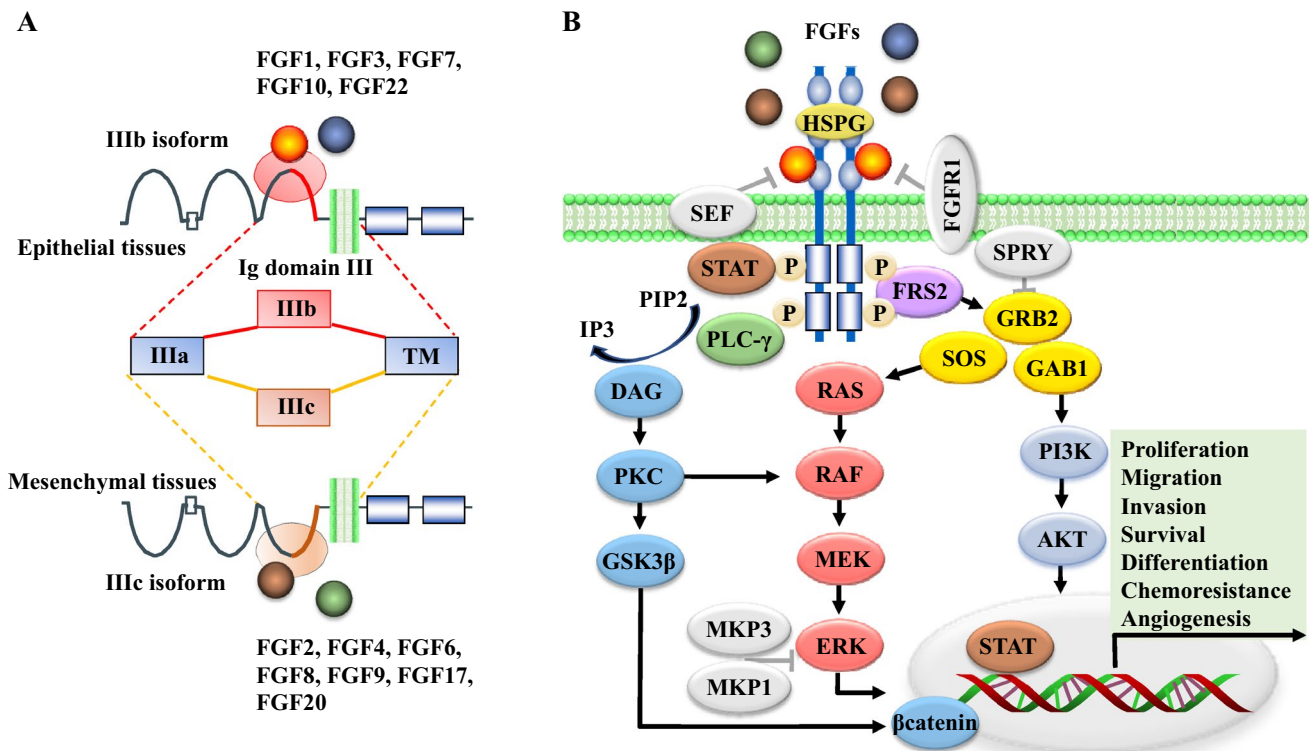 A
FGF1, FGF3, FGF7,
FGF10, FGF22
IIIb isoform
Epithelial tissues
Ig domain III
IIIb
IIIa
TM
IIIc
Mesenchymal tissues
IIIc isoform
FGF2, FGF4, FGF6,
FGF8, FGF9, FGF17,
FGF20
B
FGFs
HSPG
SEF
FGFR1
SPRY
STAT
P
P
FRS2
PIP2
P
P
GRB2
IP3
PLC-γ
SOS
GAB1
DAG
RAS
PI3K
PKC
RAF
AKT
GSK3β
MEK
MKP3
ERK
MKP1
STAT
βcatenin
Proliferation
Migration
Invasion
Survival
Differentiation
Chemoresistance
Angiogenesis